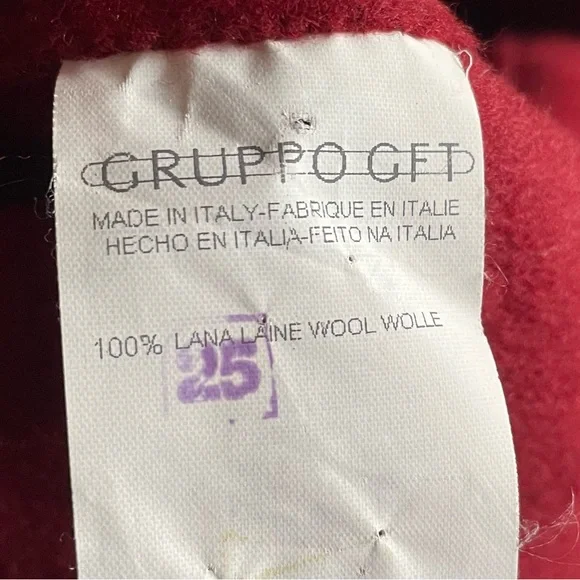 GRUPPO GFT
MADE IN ITALY-FABRIQUE EN ITALIE
HECHO EN ITALIA-FEITO NA ITALIA
100% LANA LAINE WOOL WOLLE
25